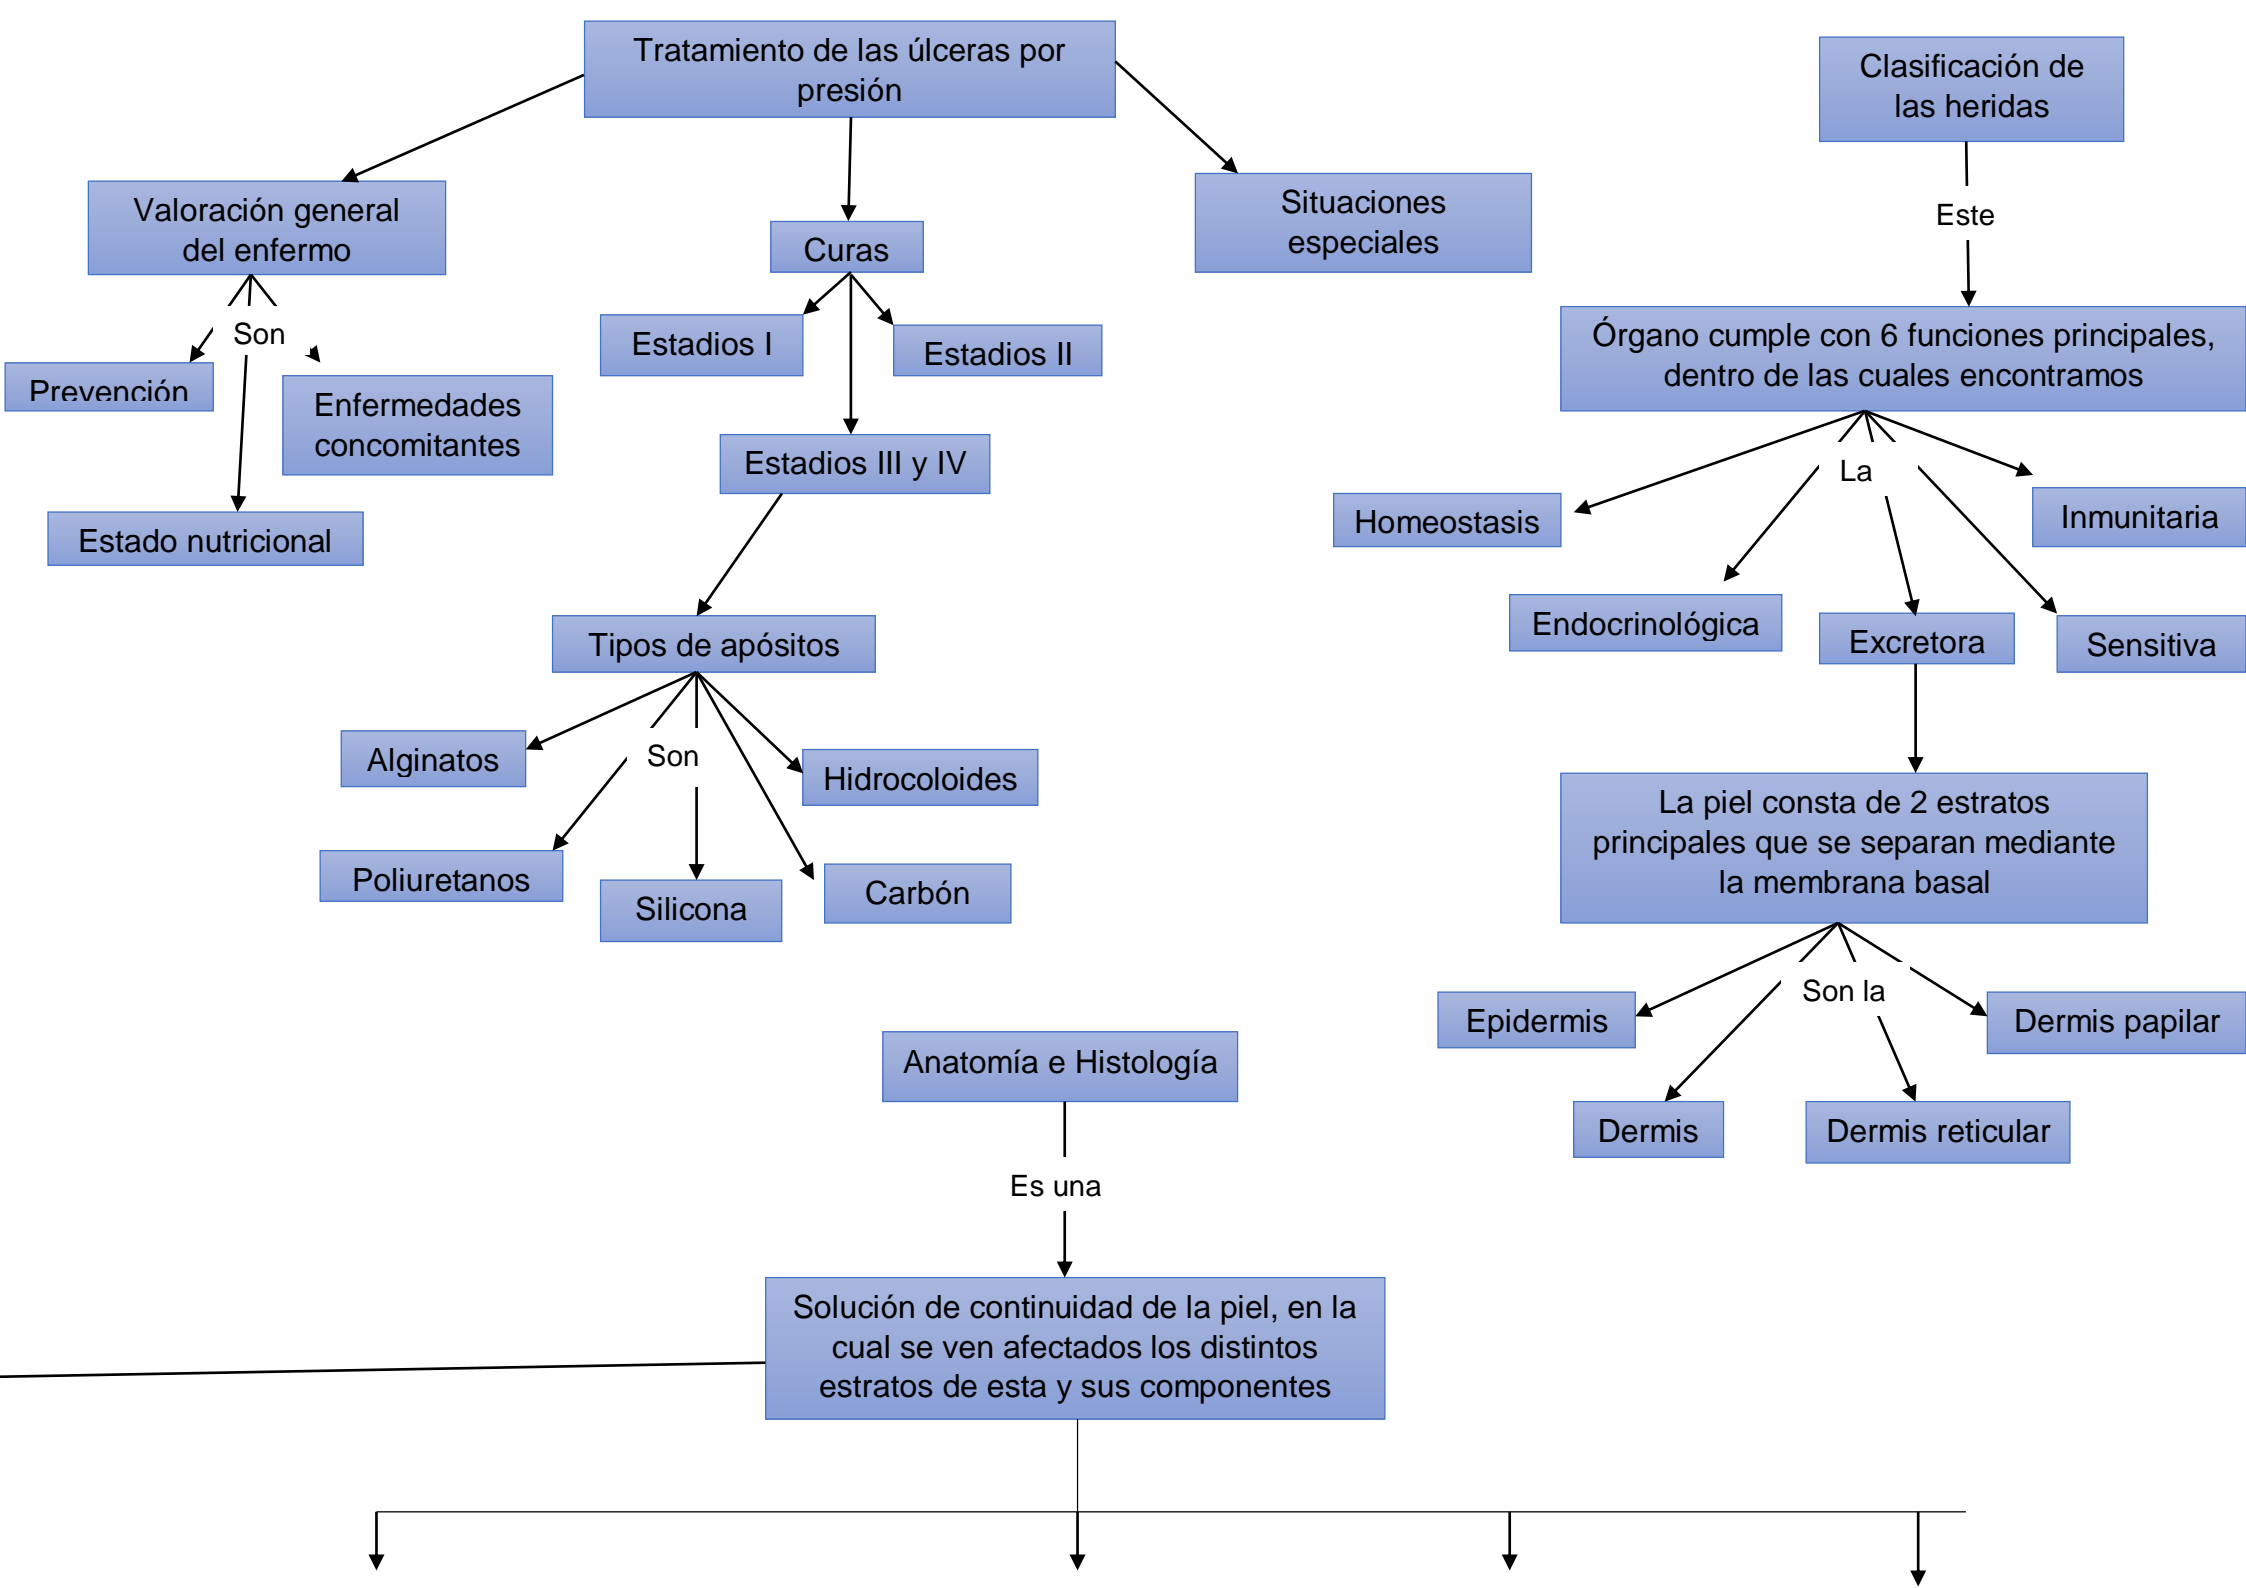 Tratamiento de las úlceras por
presión
Valoración general
del enfermo
Curas
Situaciones
especiales
Son
Prevención
Enfermedades
concomitantes
Estado nutricional
Estadios I
Estadios II
Estadios III y IV
Tipos de apósitos
Son
Alginatos
Hidrocoloides
Poliuretanos
Silicona
Carbón
Clasificación de
las heridas
Este
Órgano cumple con 6 funciones principales,
dentro de las cuales encontramos
La
Homeostasis
Inmunitaria
Endocrinológica
Excretora
Sensitiva
La piel consta de 2 estratos
principales que se separan mediante
la membrana basal
Son la
Epidermis
Dermis papilar
Dermis
Dermis reticular
Anatomía e Histología
Es una
Solución de continuidad de la piel, en la
cual se ven afectados los distintos
estratos de esta y sus componentes